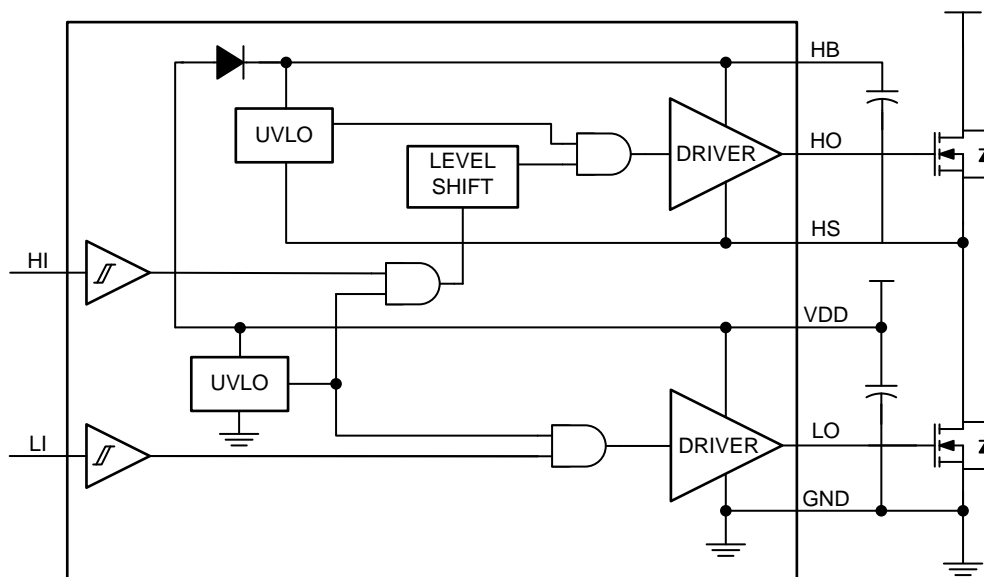 HB
UVLO
HO
DRIVER
LEVEL
SHIFT
HS
HI
VDD
UVLO
LO
DRIVER
LI
GND